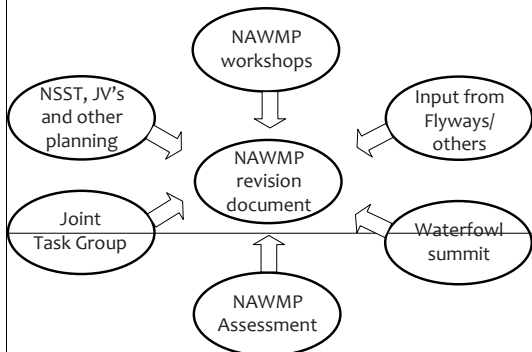 NAWMP
workshops
NSST, JV's
and other
planning
Input from
Flyways/
others
NAWMP
revision
document
Joint
Task Group
Waterfowl
summit
NAWMP
Assessment